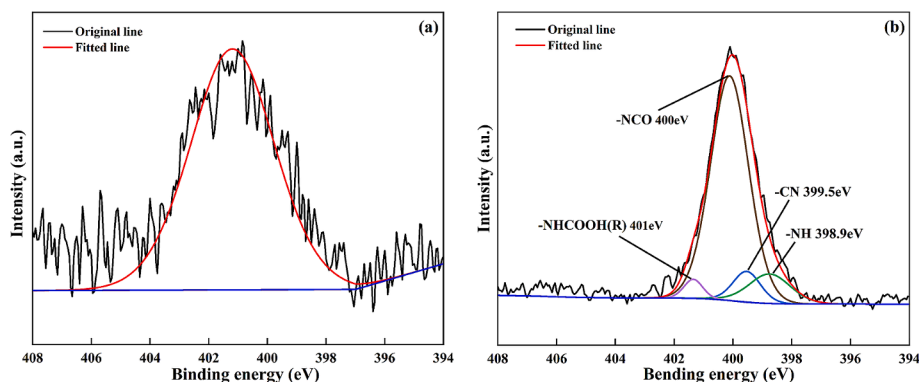 (a)
Original line
Fitted line
Intensity (a.u.)
408 406 404 402 400 398 396 394
Binding energy (eV)
(b)
Original line
Fitted line
-NCO 400eV
-CN 399.5eV
-NHCOOH(R) 401eV
-NH 398.9eV
Intensity (a.u.)
408 406 404 402 400 398 396 394
Bending energy (eV)